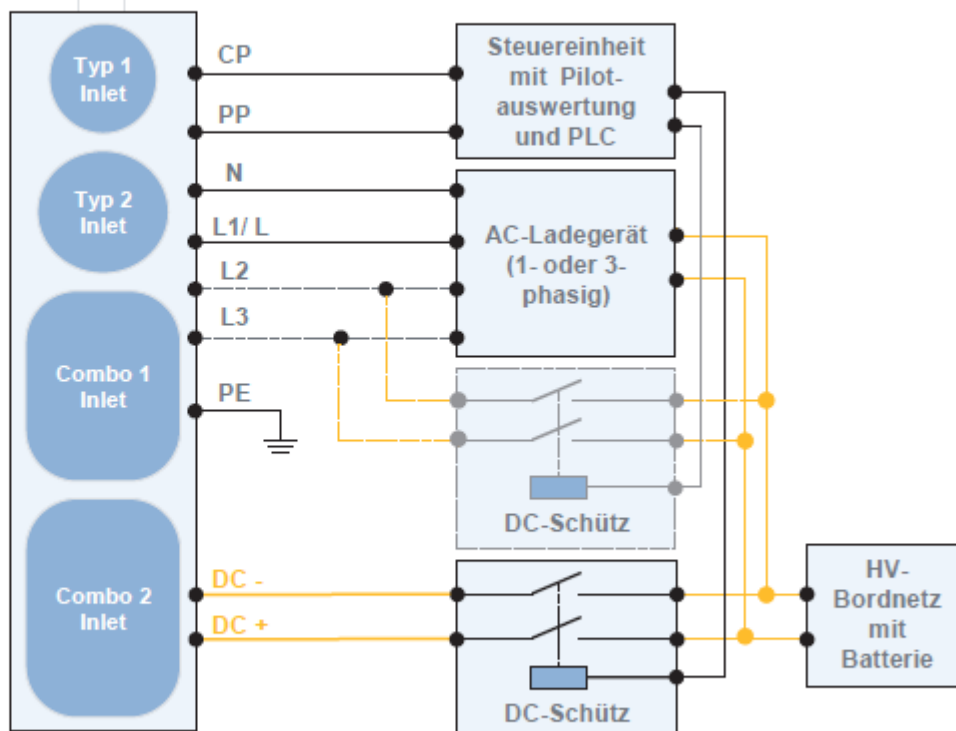 Typ 1
Inlet
Typ 2
Inlet
Combo 1
Inlet
Combo 2
Inlet
CP
PP
N
L1/ L
L2
L3
PE
DC -
DC +
Steuereinheit
mit Pilot-
auswertung
und PLC
AC-Ladegerät
(1- oder 3-
phasig)
DC-Schütz
DC-Schütz
HV-
Bordnetz
mit
Batterie